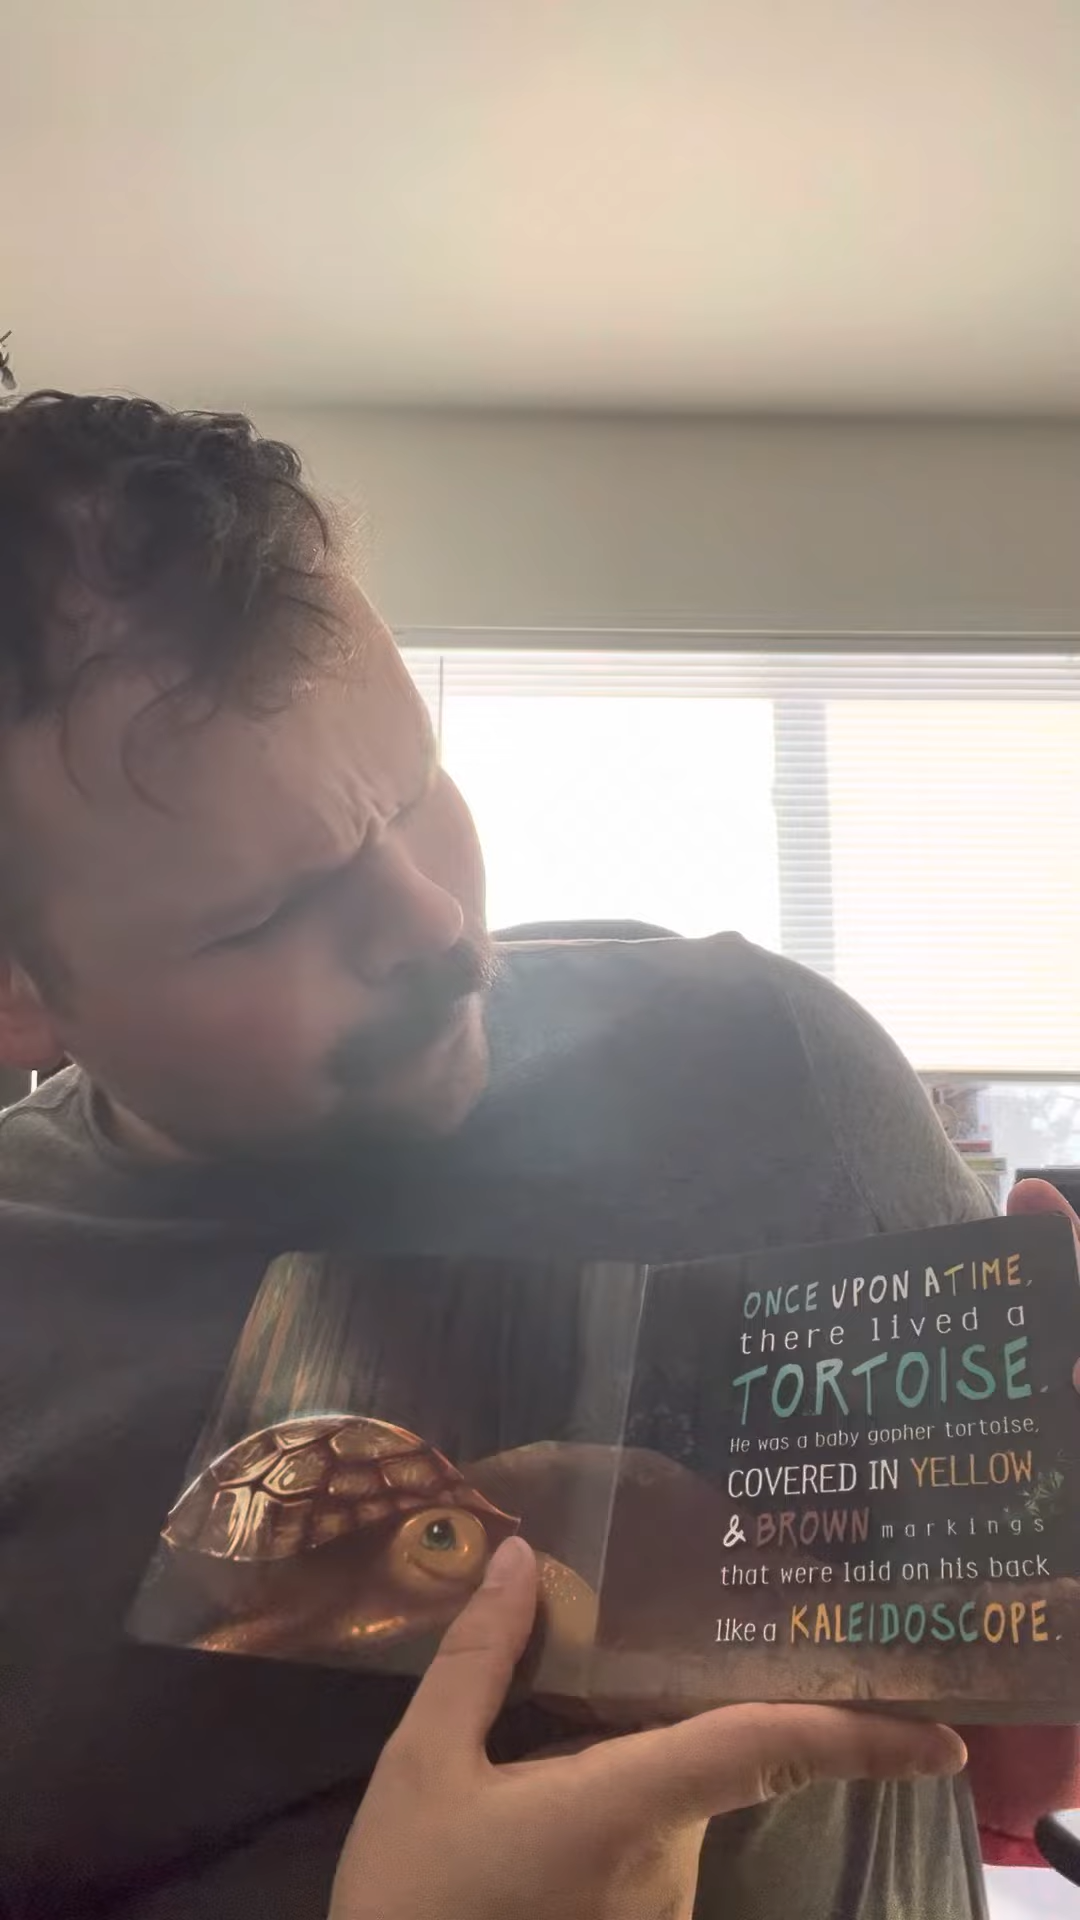 ONCE UPON A TIME,
there lived a
TORTOISE.
He was a baby gopher tortoise,
COVERED IN YELLOW
& BROWN markings
that were laid on his back
like a KALEIDOSCOPE.